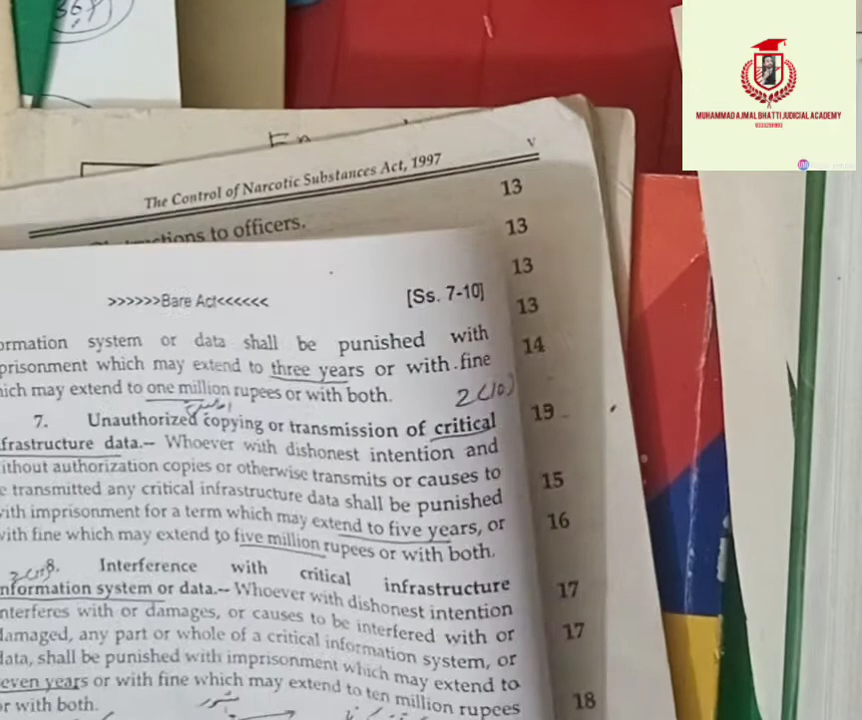 367
MUHAMMAD AJMAL BHATTI JUDICIAL ACADEMY
The Control of Narcotic Substances Act, 1997 v
13
ctions to officers. 13
13
>>>>>>Bare Act<<<<<< [Ss. 7-10]
13
ormation system or data shall be punished with
14
prisonment which may extend to three years or with fine
hich may extend to one million rupees or with both.
2(10)
7. Unauthorized copying or transmission of critical
19
frastructure data.-- Whoever with dishonest intention and
ithout authorization copies or otherwise transmits or causes to
15
e transmitted any critical infrastructure data shall be punished
with imprisonment for a term which may extend to five years, or
16
with fine which may extend to five million rupees or with both.
8. Interference with critical infrastructure
17
nformation system or data.-- Whoever with dishonest intention
nterferes with or damages, or causes to be interfered with or
17
damaged, any part or whole of a critical information system, or
data, shall be punished with imprisonment which may extend to
even years or with fine which may extend to ten million rupees
18
or with both.